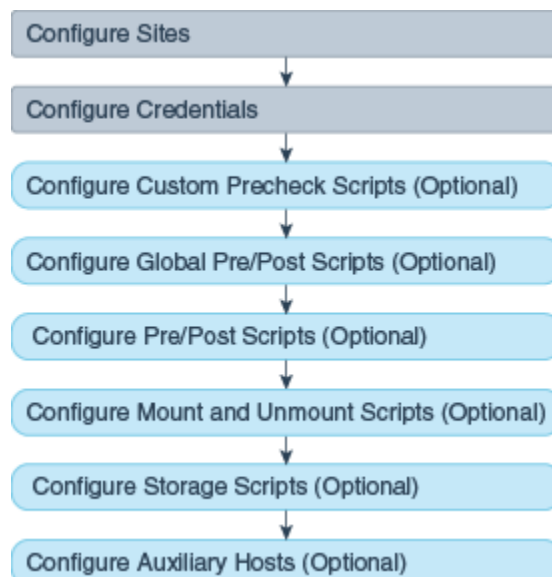 Configure Sites
Configure Credentials
Configure Custom Precheck Scripts (Optional)
Configure Global Pre/Post Scripts (Optional)
Configure Pre/Post Scripts (Optional)
Configure Mount and Unmount Scripts (Optional)
Configure Storage Scripts (Optional)
Configure Auxiliary Hosts (Optional)